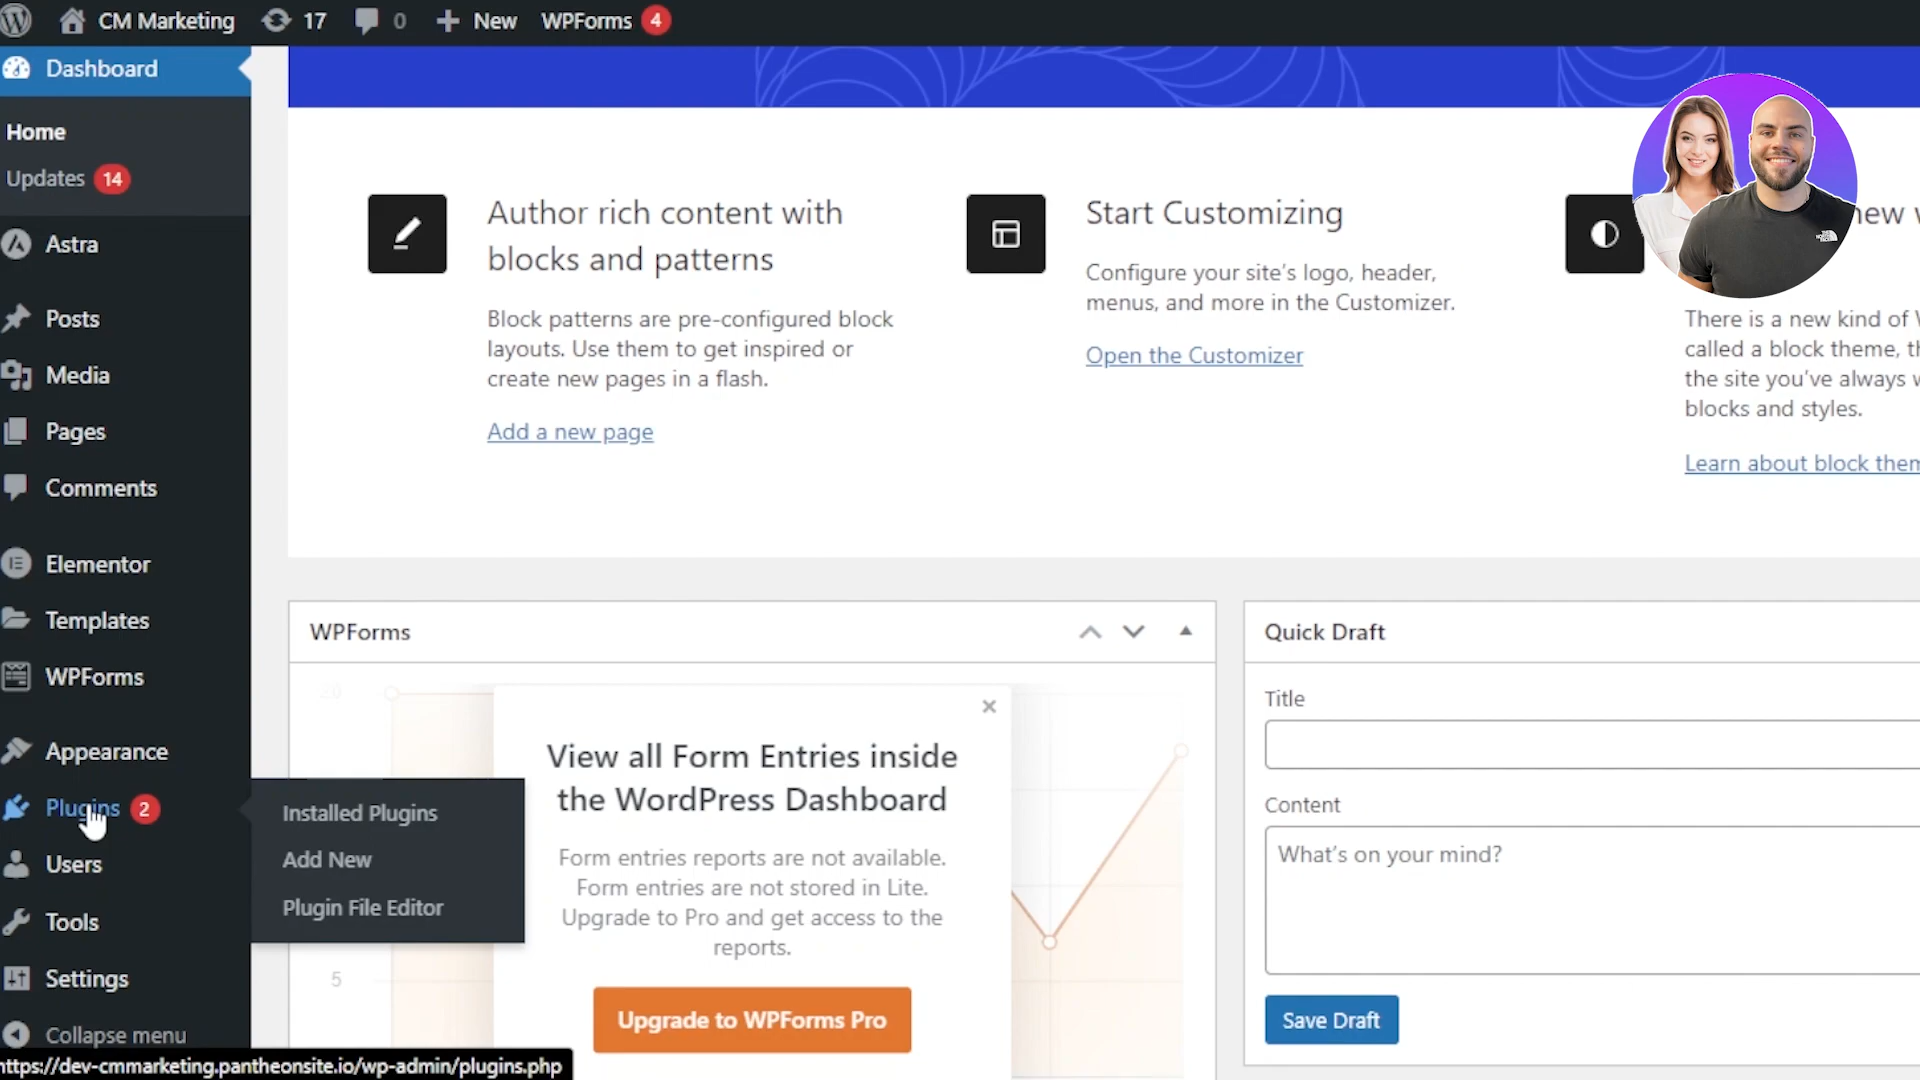 CM Marketing 17 0 New WPForms 4
Dashboard
Home
Updates 14
Astra
Posts
Media
Pages
Comments
Elementor
Templates
WPForms
Appearance
Plugins 2
Users
Tools
Settings
Collapse menu
Installed Plugins
Add New
Plugin File Editor
Author rich content with
blocks and patterns
Block patterns are pre-configured block
layouts. Use them to get inspired or
create new pages in a flash.
Add a new page
Start Customizing
Configure your site's logo, header,
menus, and more in the Customizer.
Open the Customizer
new
There is a new kind of
called a block theme,
the site you've always
blocks and styles.
Learn about block
WPForms
20
5
View all Form Entries inside
the WordPress Dashboard
Form entries reports are not available.
Form entries are not stored in Lite.
Upgrade to Pro and get access to the
reports.
Upgrade to WPForms Pro
Quick Draft
Title
Content
What's on your mind?
Save Draft
https://dev-cmmarketing.pantheonsite.io/wp-admin/plugins.php
THE NORTH FACE